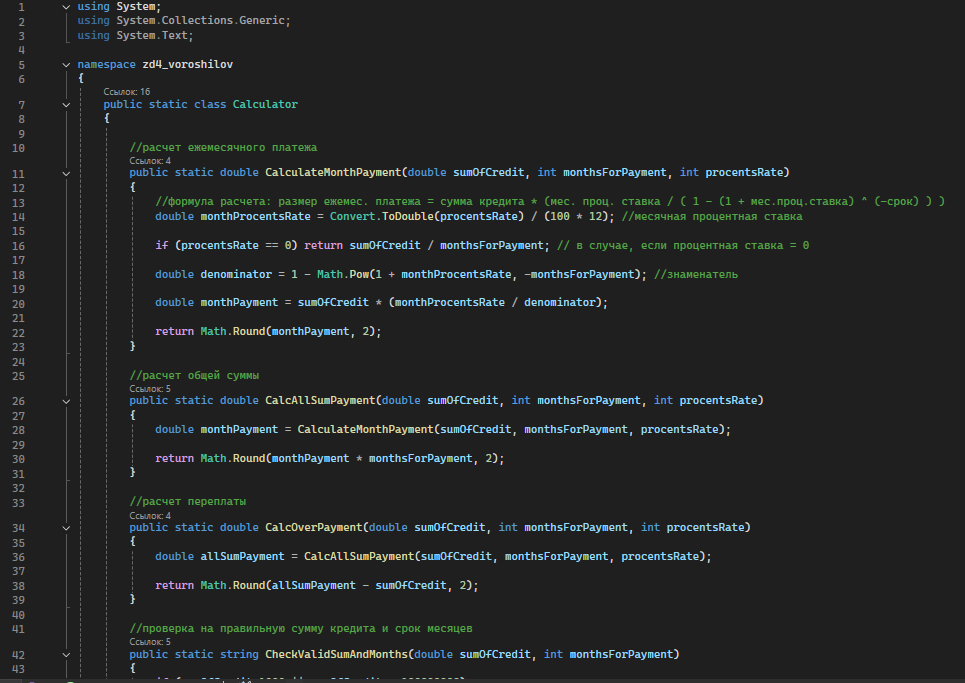 1 using System;
2 using System.Collections.Generic;
3 using System.Text;
4
5 namespace zd4_voroshilov
6 {
Ссылок: 16
7 public static class Calculator
8 {
9
10 //расчет ежемесячного платежа
Ссылок: 4
11 public static double CalculateMonthPayment(double sumOfCredit, int monthsForPayment, int procentsRate)
12 {
13 //формула расчета: размер ежемес. платежа = сумма кредита * (мес. проц. ставка / ( 1 - (1 + мес.проц.ставка) ^ (-срок) ) )
14 double monthProcentsRate = Convert.ToDouble(procentsRate) / (100 * 12); //месячная процентная ставка
15
16 if (procentsRate == 0) return sumOfCredit / monthsForPayment; // в случае, если процентная ставка = 0
17
18 double denominator = 1 - Math.Pow(1 + monthProcentsRate, -monthsForPayment); //знаменатель
19
20 double monthPayment = sumOfCredit * (monthProcentsRate / denominator);
21
22 return Math.Round(monthPayment, 2);
23 }
24
25 //расчет общей суммы
Ссылок: 5
26 public static double CalcAllSumPayment(double sumOfCredit, int monthsForPayment, int procentsRate)
27 {
28 double monthPayment = CalculateMonthPayment(sumOfCredit, monthsForPayment, procentsRate);
29
30 return Math.Round(monthPayment * monthsForPayment, 2);
31 }
32
33 //расчет переплаты
Ссылок: 4
34 public static double CalcOverPayment(double sumOfCredit, int monthsForPayment, int procentsRate)
35 {
36 double allSumPayment = CalcAllSumPayment(sumOfCredit, monthsForPayment, procentsRate);
37
38 return Math.Round(allSumPayment - sumOfCredit, 2);
39 }
40
41 //проверка на правильную сумму кредита и срок месяцев
Ссылок: 5
42 public static string CheckValidSumAndMonths(double sumOfCredit, int monthsForPayment)
43 {